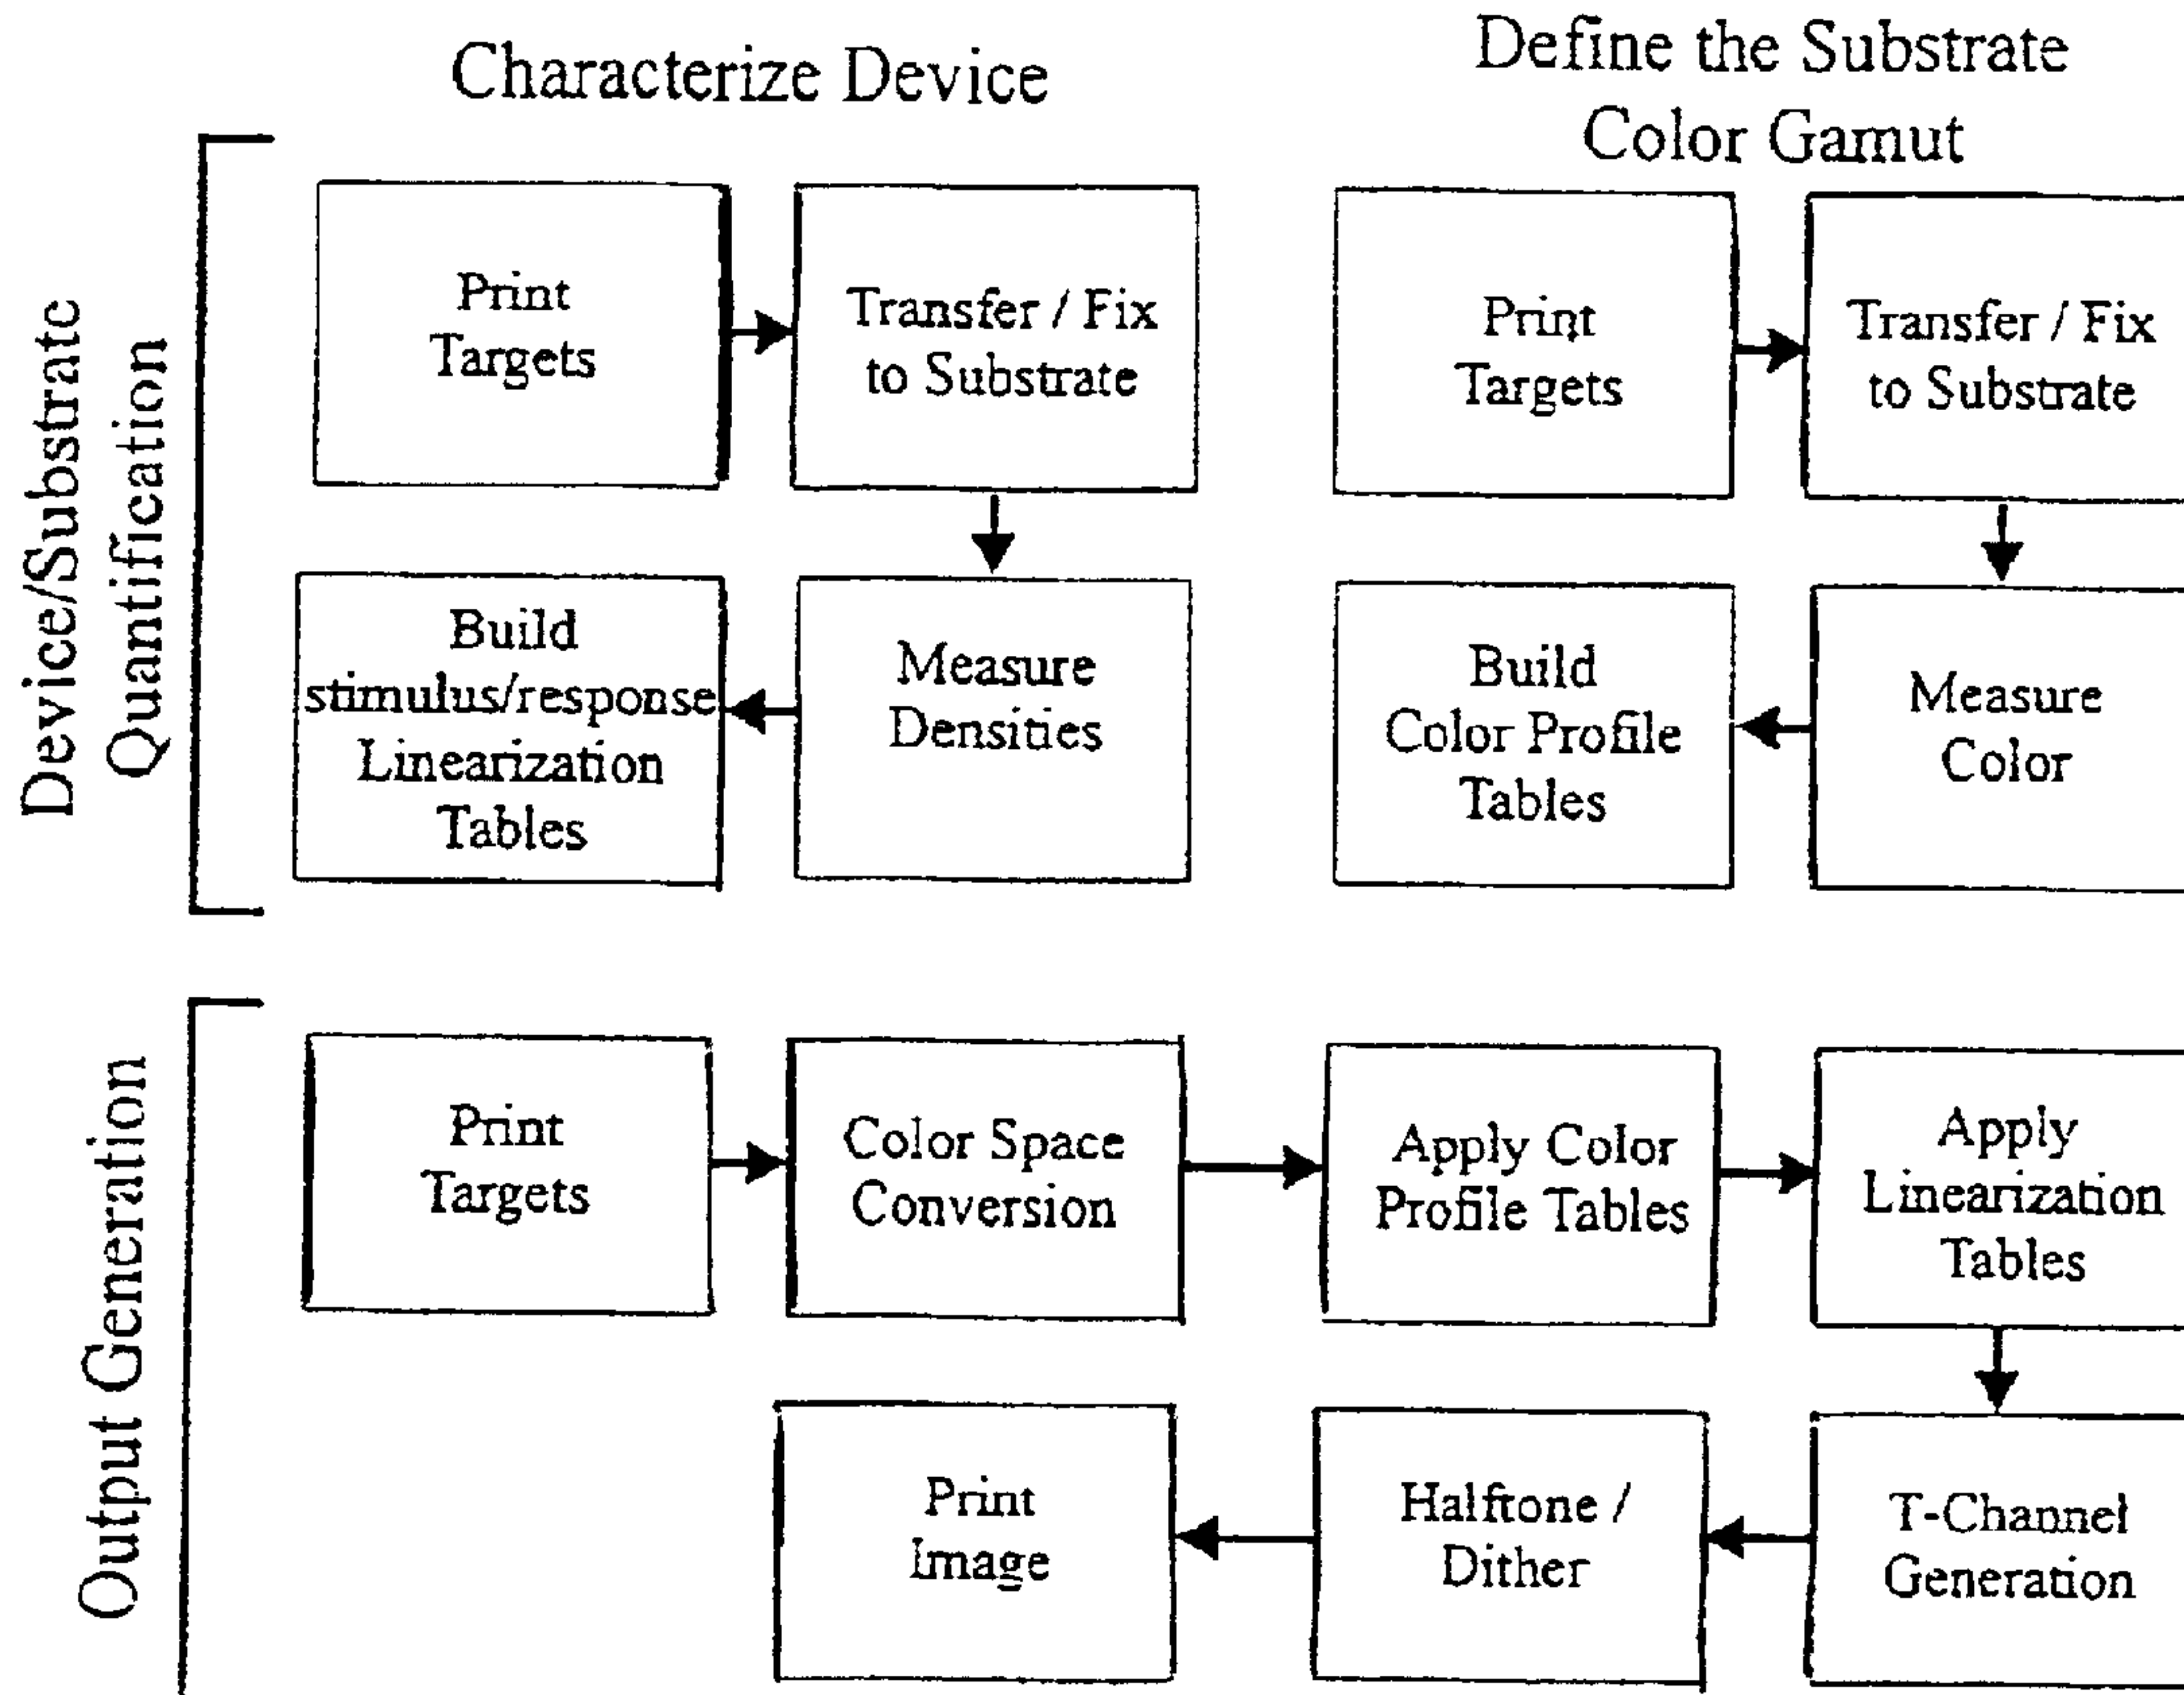 Characterize Device
Define the Substrate
Color Gamut
Device/Substrate
Quantification
Print
Targets
Transfer / Fix
to Substrate
Print
Targets
Transfer / Fix
to Substrate
Build
stimulus/response
Linearization
Tables
Measure
Densities
Build
Color Profile
Tables
Measure
Color
Output Generation
Print
Targets
Color Space
Conversion
Apply Color
Profile Tables
Apply
Linearization
Tables
Print
Image
Halftone /
Dither
T-Channel
Generation